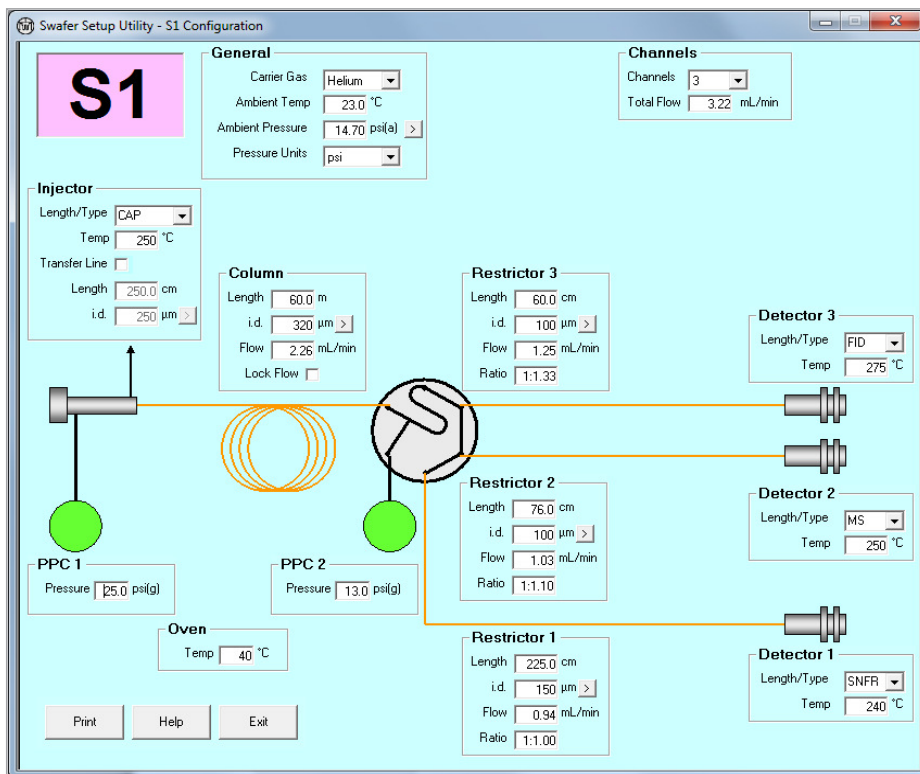 Swafer Setup Utility - S1 Configuration
S1
General
Carrier Gas Helium
Ambient Temp 23.0 °C
Ambient Pressure 14.70 psi(a) >
Pressure Units psi
Channels
Channels 3
Total Flow 3.22 mL/min
Injector
Length/Type CAP
Temp 250 °C
Transfer Line
Length 250.0 cm
i.d. 250 µm >
Column
Length 60.0 m
i.d. 320 µm >
Flow 2.26 mL/min
Lock Flow
Restrictor 3
Length 60.0 cm
i.d. 100 µm >
Flow 1.25 mL/min
Ratio 1:1.33
Detector 3
Length/Type FID
Temp 275 °C
Restrictor 2
Length 76.0 cm
i.d. 100 µm >
Flow 1.03 mL/min
Ratio 1:1.10
Detector 2
Length/Type MS
Temp 250 °C
PPC 1
Pressure 25.0 psi(g)
PPC 2
Pressure 13.0 psi(g)
Oven
Temp 40 °C
Restrictor 1
Length 225.0 cm
i.d. 150 µm >
Flow 0.94 mL/min
Ratio 1:1.00
Detector 1
Length/Type SNFR
Temp 240 °C
Print Help Exit